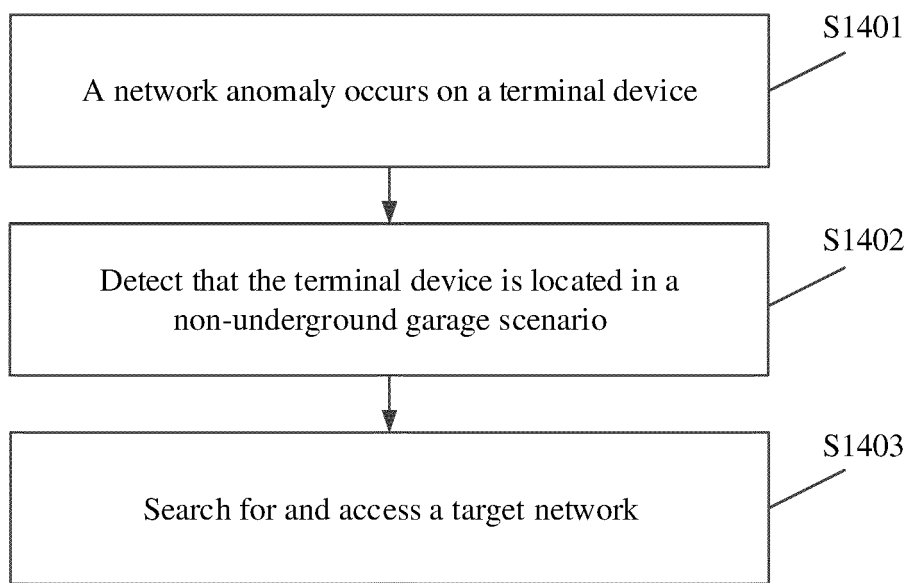 S1401
A network anomaly occurs on a terminal device
S1402
Detect that the terminal device is located in a
non-underground garage scenario
S1403
Search for and access a target network